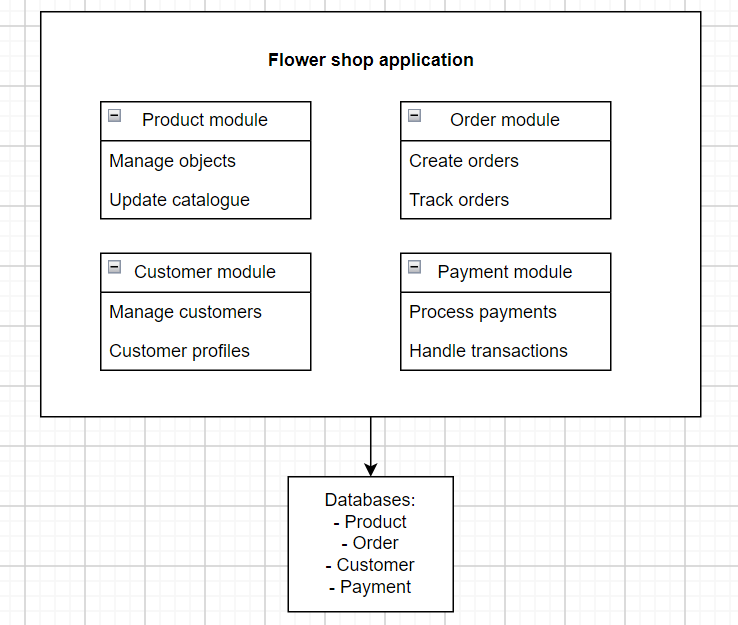 Flower shop application
Product module
Manage objects
Update catalogue
Order module
Create orders
Track orders
Customer module
Manage customers
Customer profiles
Payment module
Process payments
Handle transactions
Databases:
- Product
- Order
- Customer
- Payment